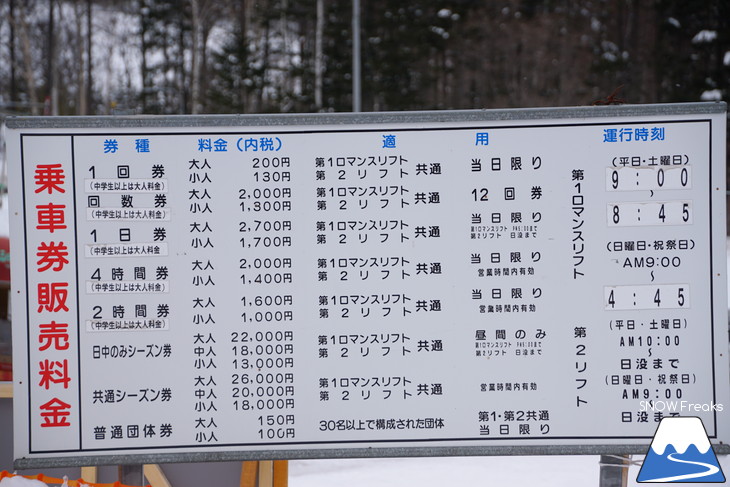 乗車券販売料金
券種 料金(内税) 適用 運行時刻
1回券 大人 200円 第1ロマンスリフト 共通 当日限り
(中学生以上は大人料金) 小人 130円 第2リフト
回数券 大人 2,000円 第1ロマンスリフト 共通 12回券
(中学生以上は大人料金) 小人 1,300円 第2リフト
1日券 大人 2,700円 第1ロマンスリフト 共通 当日限り
(中学生以上は大人料金) 小人 1,700円 第2リフト 第2リフト 日没まで
4時間券 大人 2,000円 第1ロマンスリフト 共通 当日限り
(中学生以上は大人料金) 小人 1,400円 第2リフト 営業時間内有効
2時間券 大人 1,600円 第1ロマンスリフト 共通 当日限り
(中学生以上は大人料金) 小人 1,000円 第2リフト 営業時間内有効
日中のみシーズン券 大人 22,000円 第1ロマンスリフト 共通 昼間のみ
中人 18,000円 第2リフト
小人 13,000円 第2リフト 日没まで
共通シーズン券 大人 26,000円 第1ロマンスリフト 共通 営業時間内有効
中人 20,000円 第2リフト
小人 18,000円
普通団体券 大人 150円 30名以上で構成された団体 第1・第2共通
小人 100円 当日限り
第1ロマンスリフト
(平日・土曜日)
9:00
〜
8:45
(日曜日・祝祭日)
AM9:00
〜
4:45
第2リフト
(平日・土曜日)
AM10:00
〜
日没まで
(日曜日・祝祭日)
AM9:00
〜
日没まで
SNOW Freaks